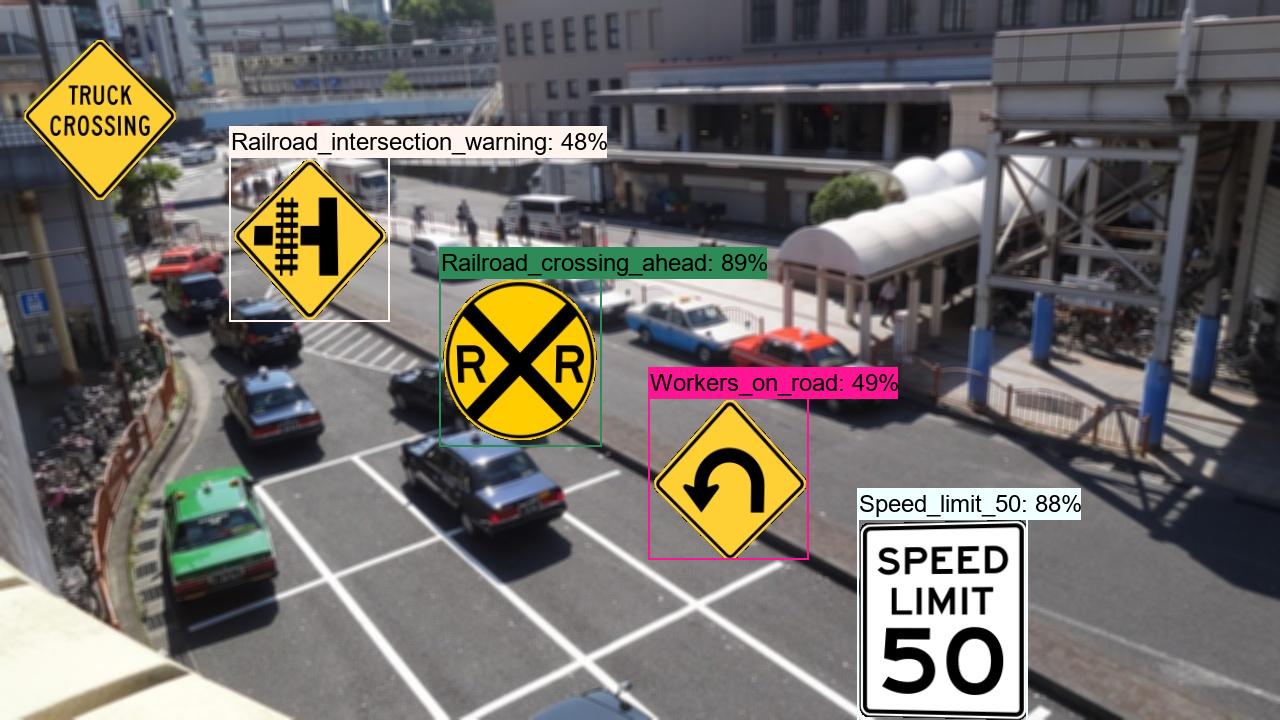 TRUCK
CROSSING
Railroad_intersection_warning: 48%
Railroad_crossing_ahead: 89%
R R
Workers_on_road: 49%
Speed_limit_50: 88%
SPEED
LIMIT
50